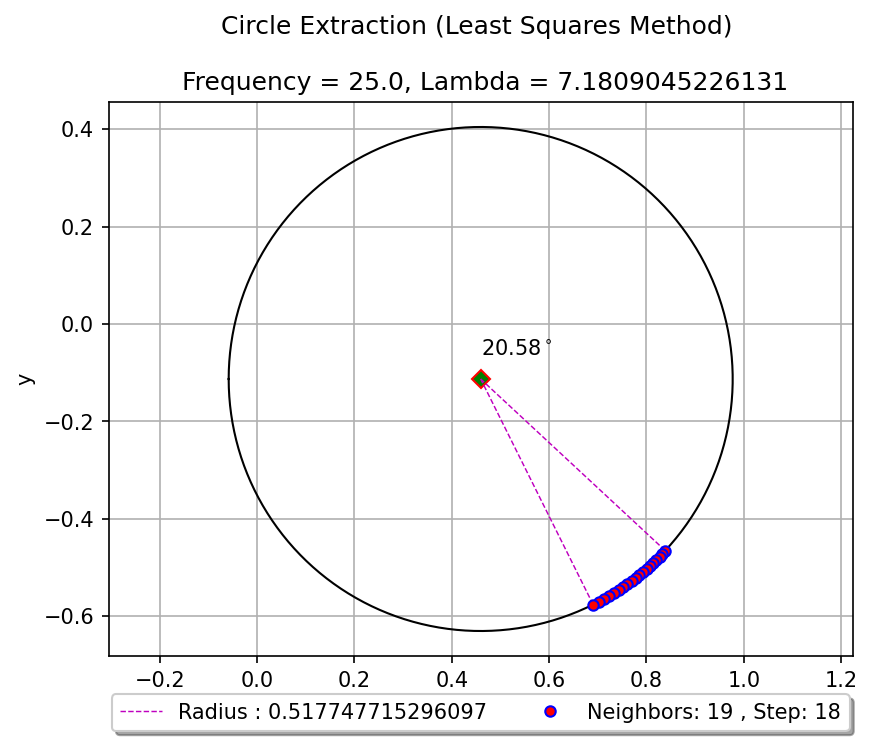 Circle Extraction (Least Squares Method)
Frequency = 25.0, Lambda = 7.1809045226131
0.4
0.2
0.0
−0.2
−0.4
−0.6
y
20.58°
−0.2 0.0 0.2 0.4 0.6 0.8 1.0 1.2
Radius : 0.517747715296097 Neighbors: 19 , Step: 18